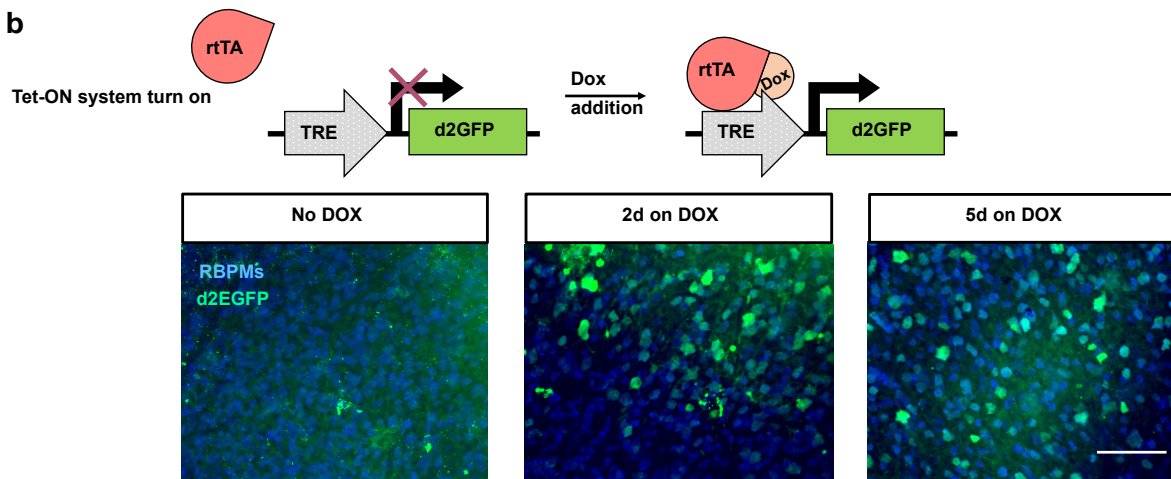 b
rtTA
Tet-ON system turn on
TRE
d2GFP
Dox
addition
rtTA
Dox
TRE
d2GFP
No DOX
2d on DOX
5d on DOX
RBPMs
d2EGFP